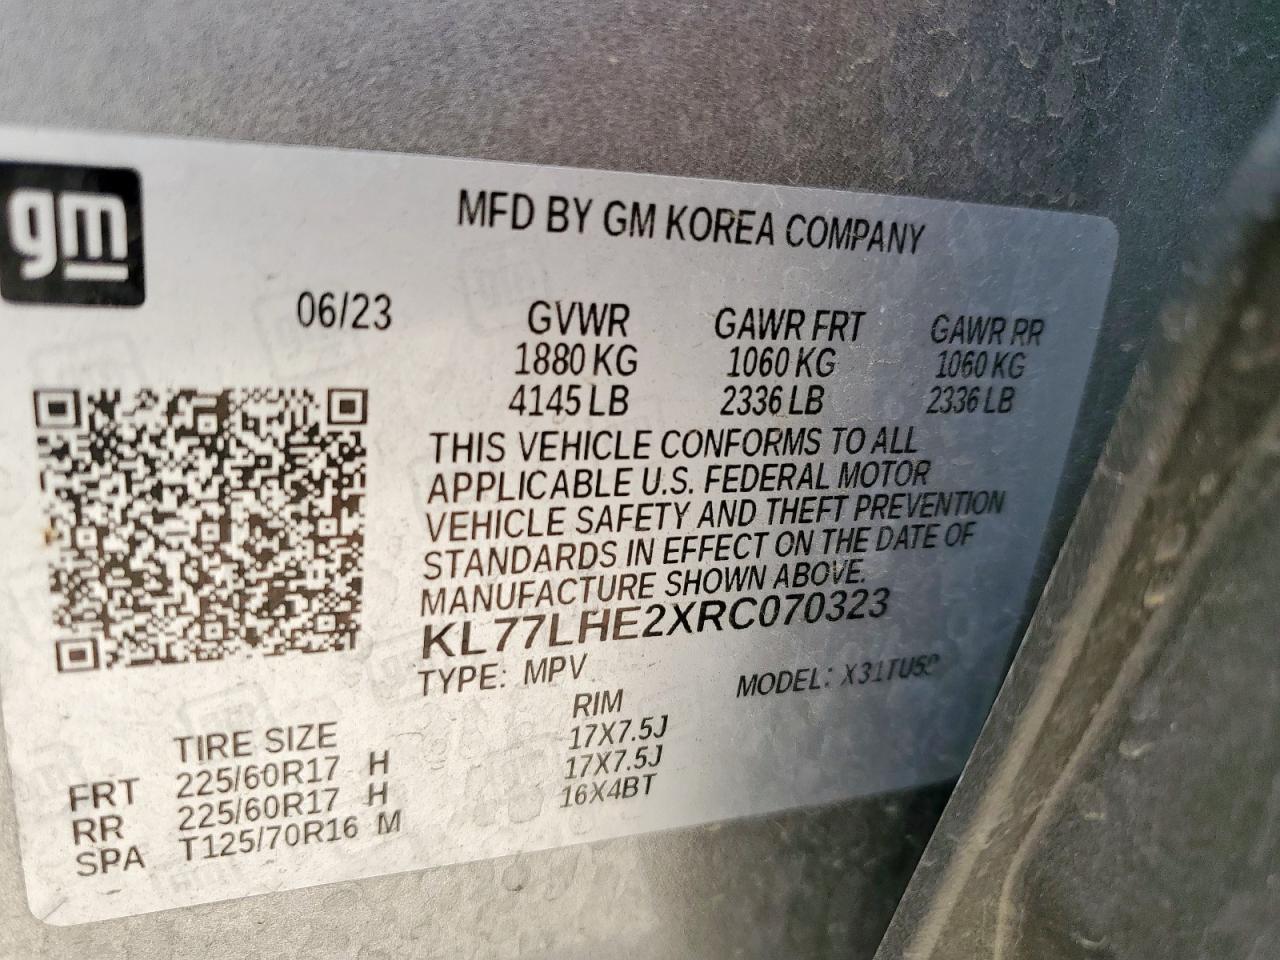 gm
MFD BY GM KOREA COMPANY
06/23 GVWR GAWR FRT GAWR RR
1880 KG 1060 KG 1060 KG
4145 LB 2336 LB 2336 LB
THIS VEHICLE CONFORMS TO ALL
APPLICABLE U.S. FEDERAL MOTOR
VEHICLE SAFETY AND THEFT PREVENTION
STANDARDS IN EFFECT ON THE DATE OF
MANUFACTURE SHOWN ABOVE.
KL77LHE2XRC070323
TYPE: MPV MODEL:
TIRE SIZE RIM
FRT 225/60R17 H 17X7.5J
RR 225/60R17 H 17X7.5J
SPA T125/70R16 M 16X4BT